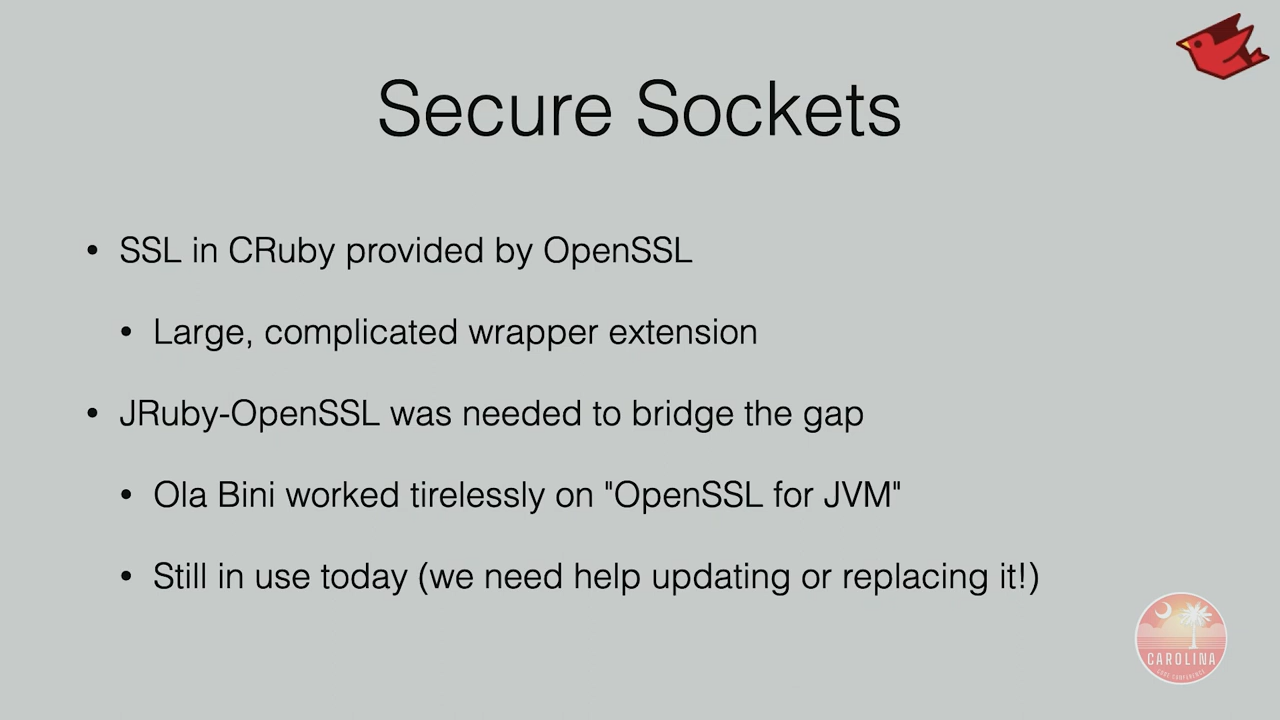 Secure Sockets
• SSL in CRuby provided by OpenSSL
• Large, complicated wrapper extension
• JRuby-OpenSSL was needed to bridge the gap
• Ola Bini worked tirelessly on "OpenSSL for JVM"
• Still in use today (we need help updating or replacing it!)
CAROLINA
CODE CONFERENCE